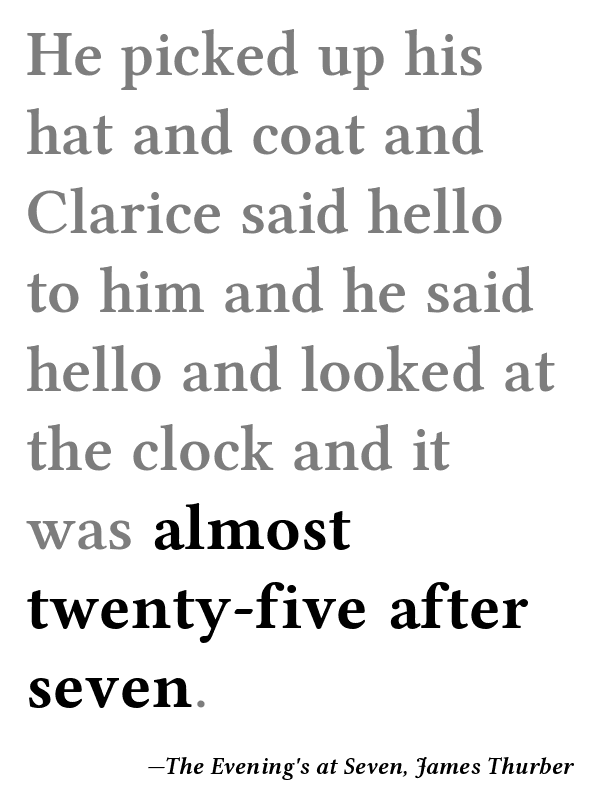 He picked up his
hat and coat and
Clarice said hello
to him and he said
hello and looked at
the clock and it
was almost
twenty-five after
seven.
—The Evening's at Seven, James Thurber